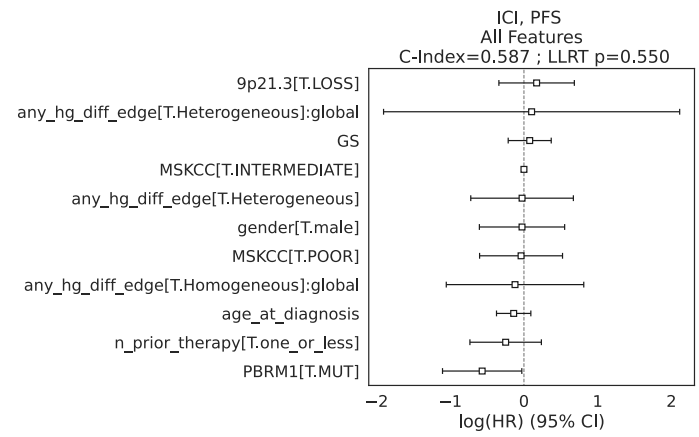 ICI, PFS
All Features
C-Index=0.587 ; LLRT p=0.550
9p21.3[T.LOSS]
any_hg_diff_edge[T.Heterogeneous]:global
GS
MSKCC[T.INTERMEDIATE]
any_hg_diff_edge[T.Heterogeneous]
gender[T.male]
MSKCC[T.POOR]
any_hg_diff_edge[T.Homogeneous]:global
age_at_diagnosis
n_prior_therapy[T.one_or_less]
PBRM1[T.MUT]
−2 −1 0 1 2
log(HR) (95% CI)